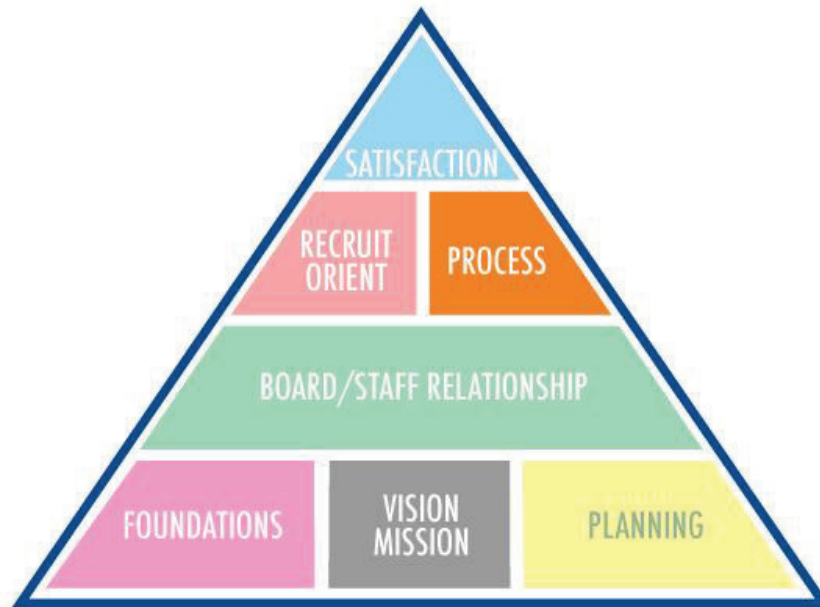 SATISFACTION
RECRUIT
ORIENT
PROCESS
BOARD/STAFF RELATIONSHIP
FOUNDATIONS
VISION
MISSION
PLANNING